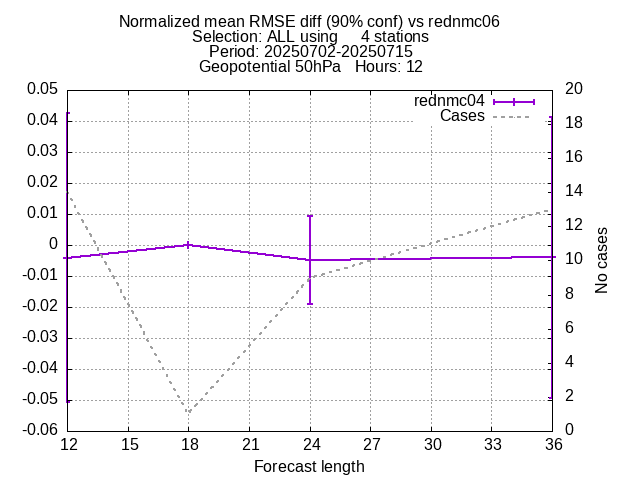 Normalized mean RMSE diff (90% conf) vs rednmc06
Selection: ALL using     4 stations
Period: 20250702-20250715
Geopotential 50hPa   Hours: 12
rednmc04
Cases
0.05
0.04
0.03
0.02
0.01
0
-0.01
-0.02
-0.03
-0.04
-0.05
-0.06
20
18
16
14
12
10
8
6
4
2
0
No cases
12 15 18 21 24 27 30 33 36
Forecast length